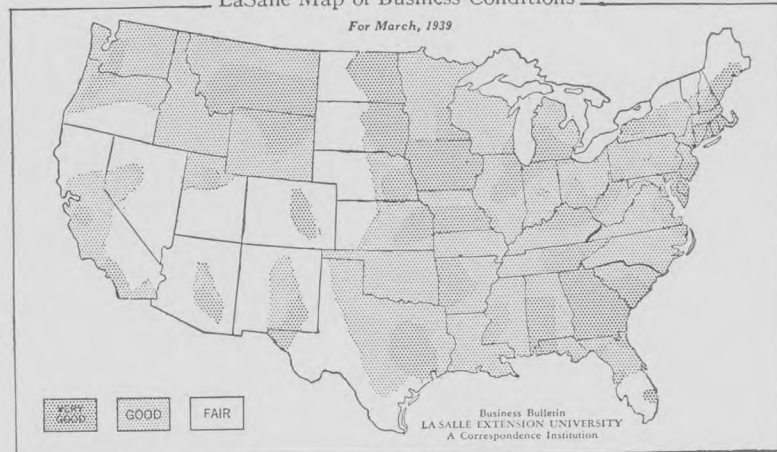 LaSalle Map of Business Conditions
For March, 1939
VERY
GOOD
GOOD
FAIR
Business Bulletin
LA SALLE EXTENSION UNIVERSITY
A Correspondence Institution